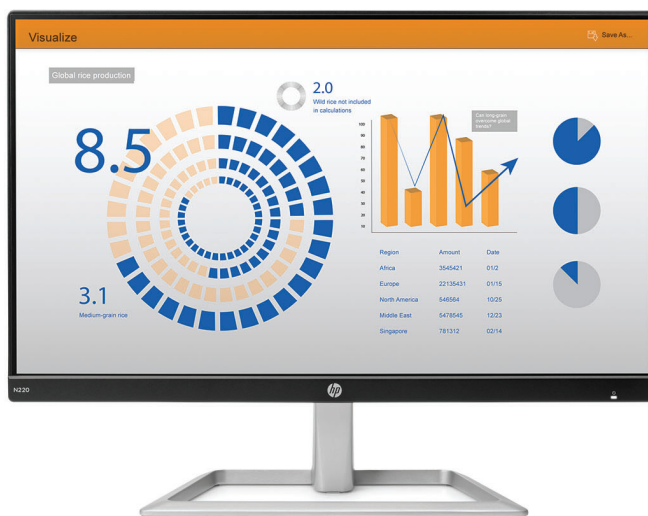 Visualize
Save As...
Global rice production
8.5
2.0
Wild rice not included
in calculations
3.1
Medium-grain rice
Can long-grain
overcome global
trends?
100
90
80
70
60
50
40
30
20
10
Region Amount Date
Africa 3545421 01/2
Europe 22135431 01/15
North America 546564 10/25
Middle East 5478545 12/23
Singapore 781312 02/14
N220
hp